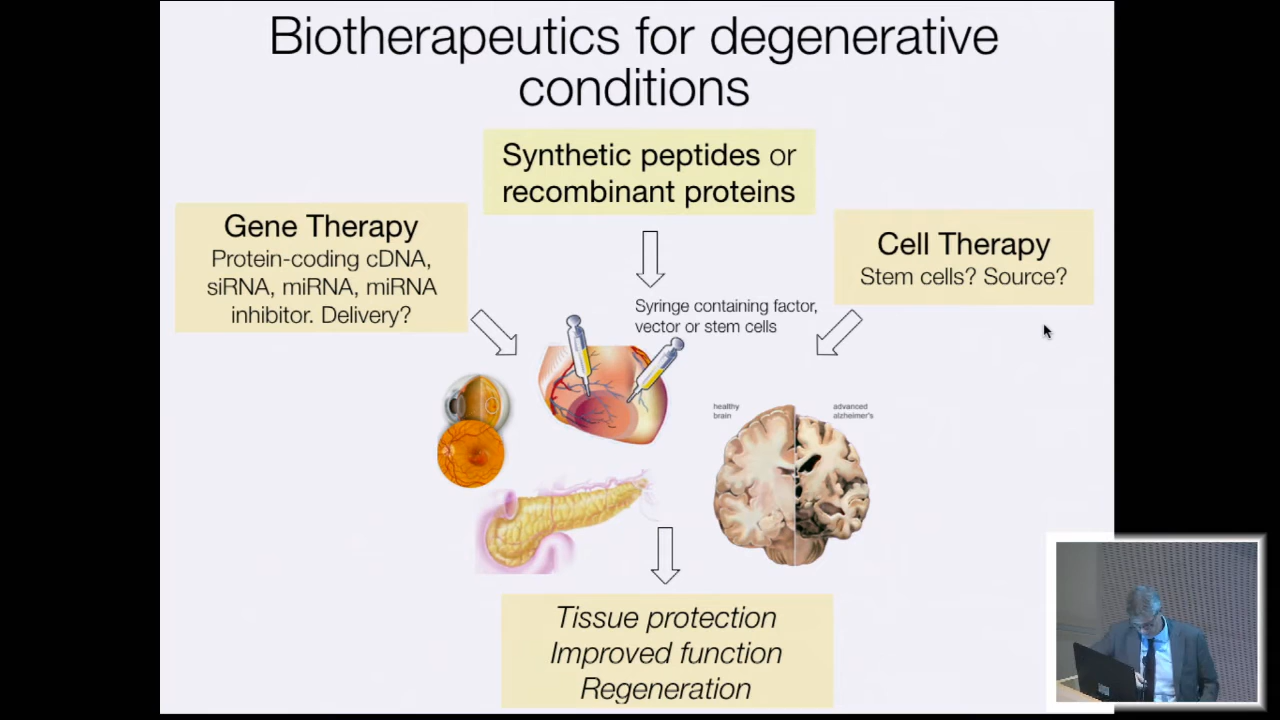 Biotherapeutics for degenerative
conditions
Synthetic peptides or
recombinant proteins
Gene Therapy
Protein-coding cDNA,
siRNA, miRNA, miRNA
inhibitor. Delivery?
Cell Therapy
Stem cells? Source?
Syringe containing factor,
vector or stem cells
healthy
brain
advanced
alzheimer's
Tissue protection
Improved function
Regeneration